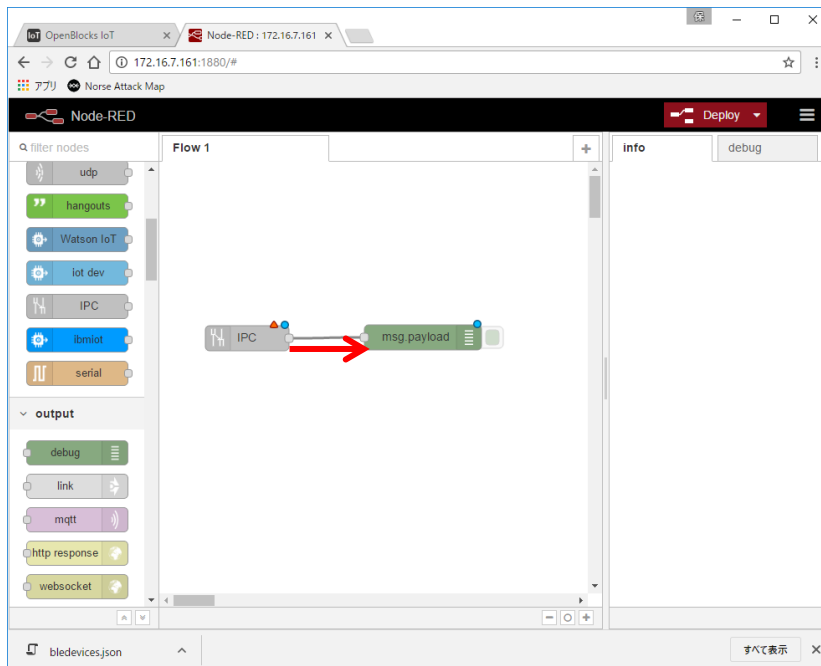 IoT OpenBlocks IoT
Node-RED : 172.16.7.161
172.16.7.161:1880/#
アプリ
Norse Attack Map
Node-RED
Deploy
filter nodes
Flow 1
info
debug
udp
hangouts
Watson IoT
iot dev
IPC
ibmiot
serial
IPC
msg.payload
output
debug
link
mqtt
http response
websocket
bledevices.json
すべて表示